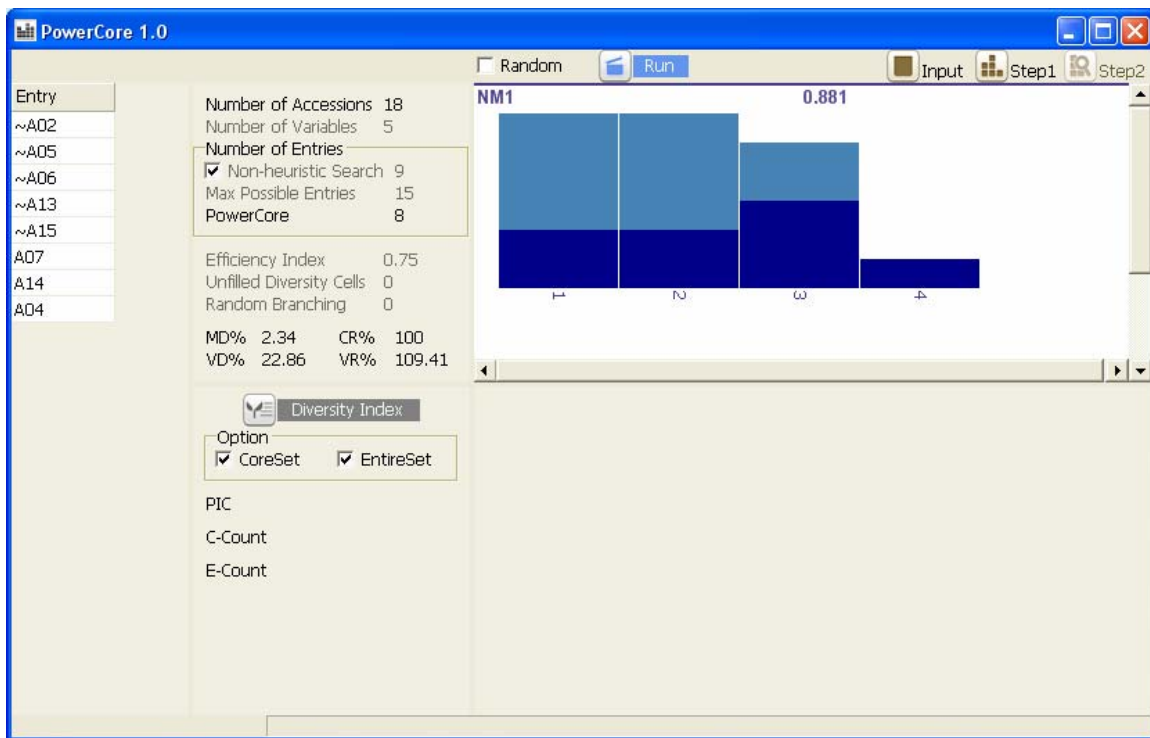 PowerCore 1.0
Random
Run
Input
Step1
Step2
Entry
~A02
~A05
~A06
~A13
~A15
A07
A14
A04
Number of Accessions 18
Number of Variables 5
Number of Entries
Non-heuristic Search 9
Max Possible Entries 15
PowerCore 8
Efficiency Index 0.75
Unfilled Diversity Cells 0
Random Branching 0
MD% 2.34 CR% 100
VD% 22.86 VR% 109.41
Diversity Index
Option
CoreSet EntireSet
PIC
C-Count
E-Count
NM1 0.881
1 2 3 4